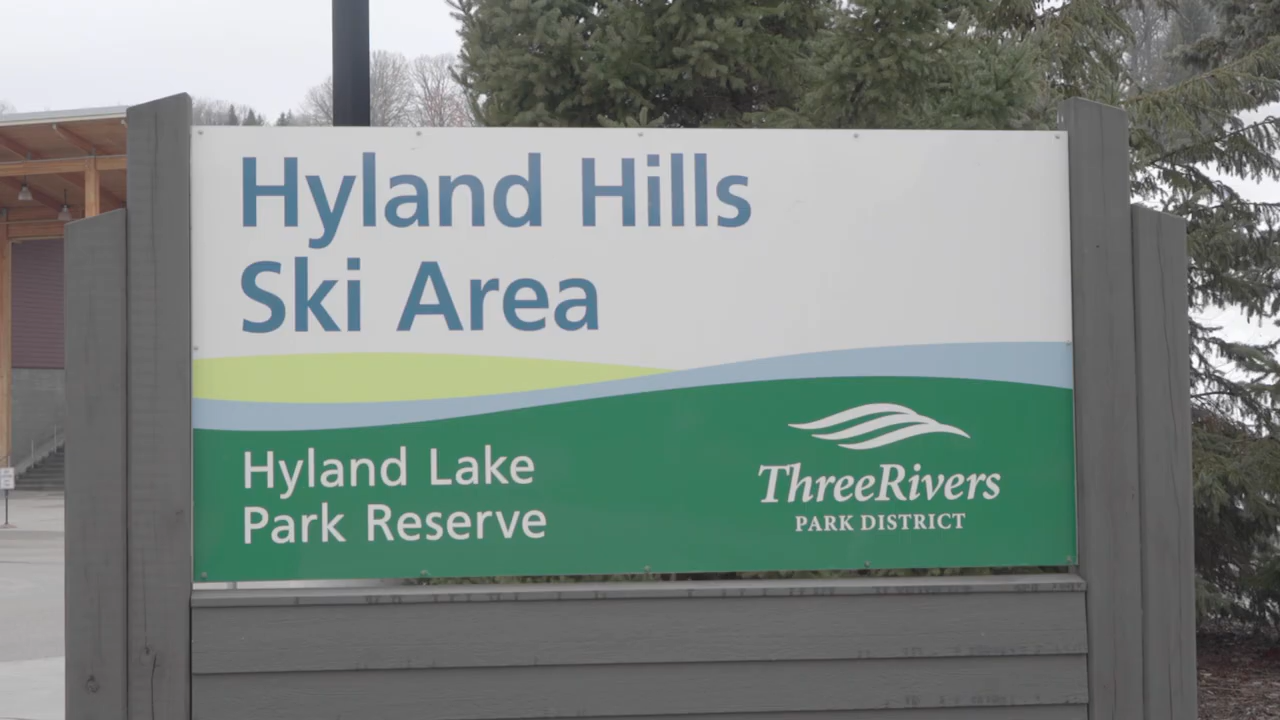 Hyland Hills
Ski Area
Hyland Lake
Park Reserve
ThreeRivers
PARK DISTRICT